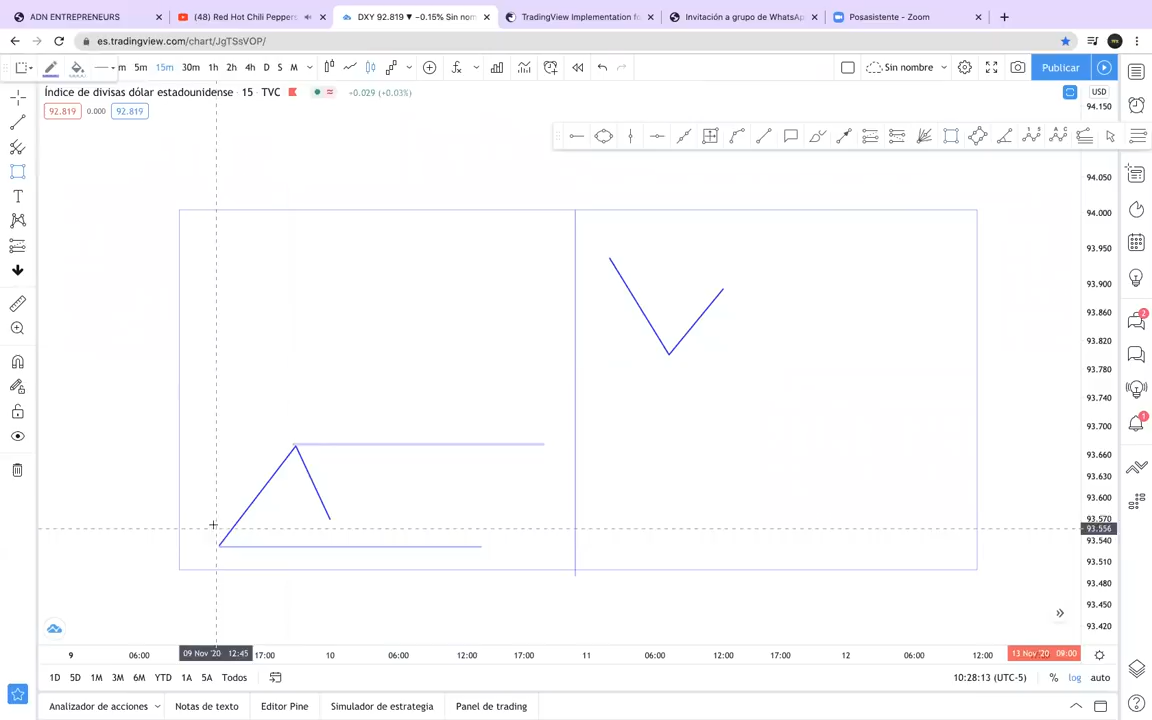 ADN ENTREPRENEURS
(48) Red Hot Chili Peppers
DXY 92.819 ▼ −0.15% Sin nom
TradingView Implementation fo
Invitación a grupo de WhatsAp
Posasistente - Zoom
es.tradingview.com/chart/JgTSsVOP/
m 5m 15m 30m 1h 2h 4h D S M
Sin nombre
Publicar
Índice de divisas dólar estadounidense · 15 · TVC
+0.029 (+0.03%)
USD
92.819 0.000 92.819
94.150
94.050
94.000
93.950
93.900
93.860
93.820
93.780
93.740
93.700
93.660
93.630
93.600
93.570
93.556
93.540
93.510
93.480
93.450
93.420
2
1
9 06:00 09 Nov '20 12:45 17:00 10 06:00 12:00 17:00 11 06:00 12:00 17:00 12 06:00 12:00 13 Nov '20 09:00
1D 5D 1M 3M 6M YTD 1A 5A Todos
10:28:13 (UTC-5) % log auto
Analizador de acciones Notas de texto Editor Pine Simulador de estrategia Panel de trading